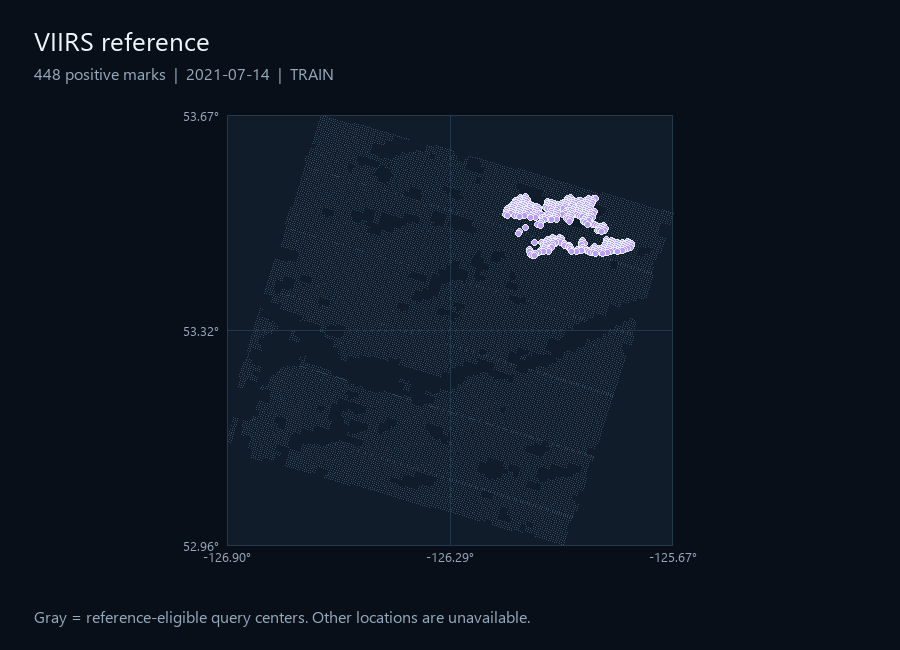 VIIRS reference
448 positive marks | 2021-07-14 | TRAIN
53.67°
53.32°
52.96°
-126.90°
-126.29°
-125.67°
Gray = reference-eligible query centers. Other locations are unavailable.